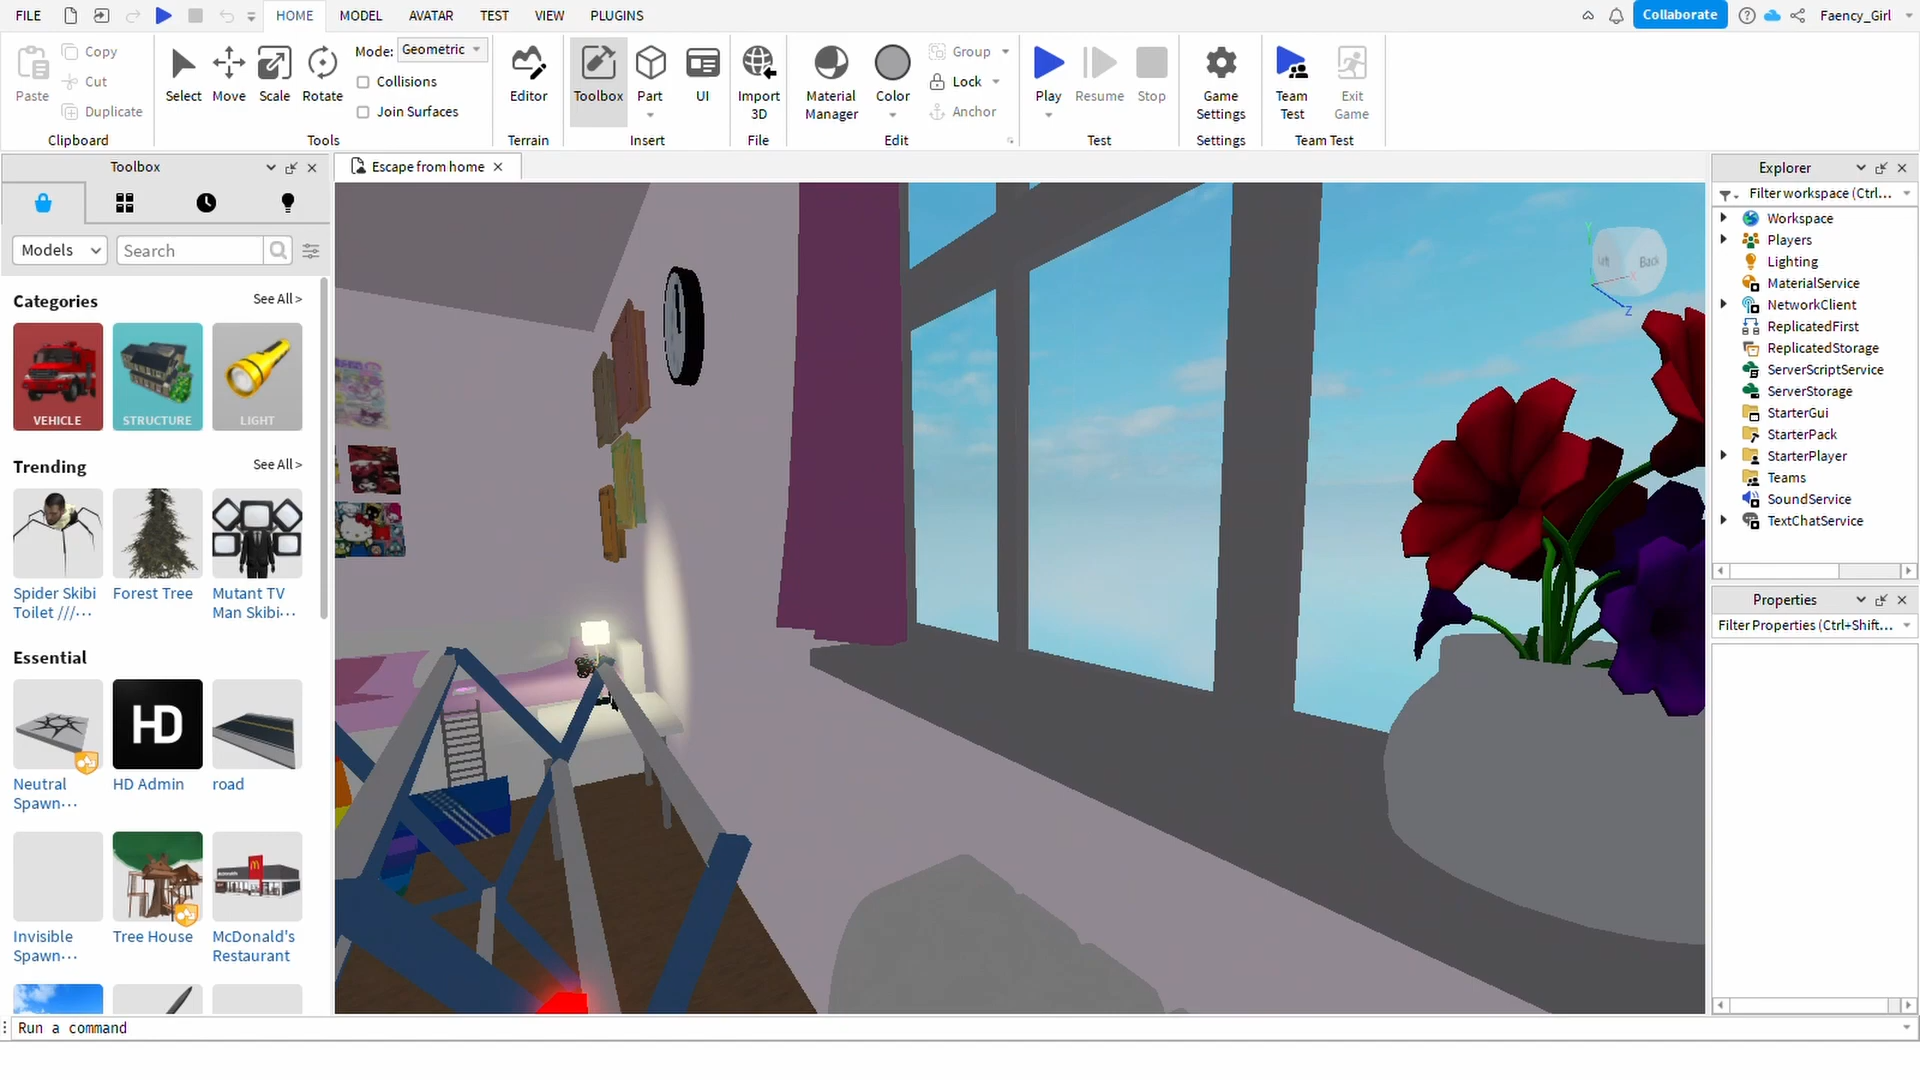 FILE
HOME
MODEL
AVATAR
TEST
VIEW
PLUGINS
Collaborate
Faency_Girl
Paste
Copy
Cut
Duplicate
Clipboard
Select
Move
Scale
Rotate
Mode: Geometric
Collisions
Join Surfaces
Tools
Editor
Terrain
Toolbox
Part
UI
Insert
Import
3D
File
Material
Manager
Color
Group
Lock
Anchor
Edit
Play
Resume
Stop
Test
Game
Settings
Settings
Team
Test
Exit
Game
Team Test
Toolbox
Models
Search
Categories
See All >
VEHICLE
STRUCTURE
LIGHT
Trending
See All >
Spider Skibi
Toilet ///···
Forest Tree
Mutant TV
Man Skibi···
Essential
HD
Neutral
Spawn···
HD Admin
road
Invisible
Spawn···
Tree House
McDonald's
Restaurant
Escape from home
Back
Y
X
Z
Explorer
Filter workspace (Ctrl...
Workspace
Players
Lighting
MaterialService
NetworkClient
ReplicatedFirst
ReplicatedStorage
ServerScriptService
ServerStorage
StarterGui
StarterPack
StarterPlayer
Teams
SoundService
TextChatService
Properties
Filter Properties (Ctrl+Shift...
Run a command